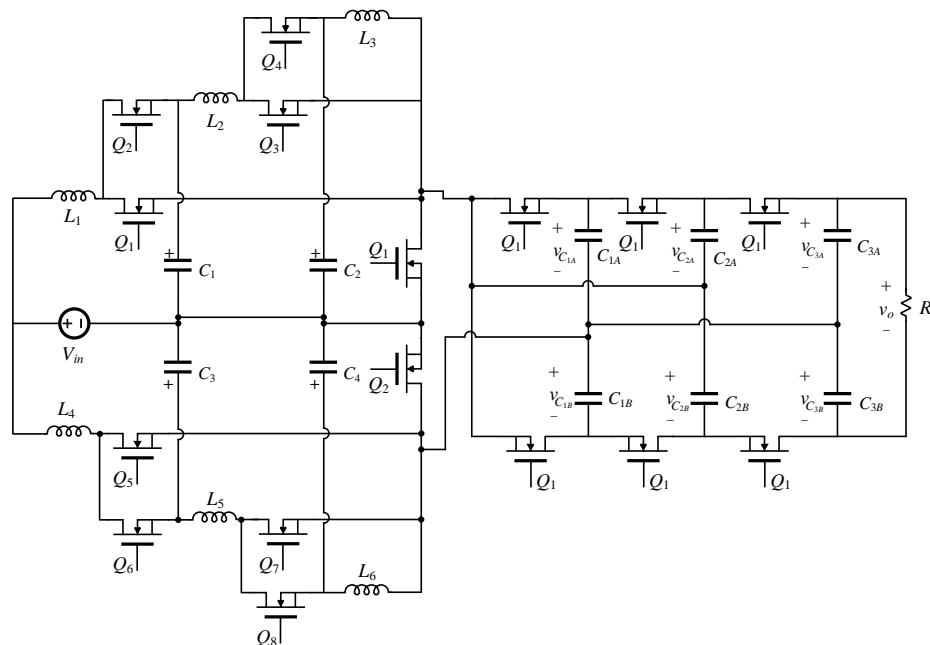 L3
Q4
L2
Q2
Q3
L1
Q1
Q1
Q1
Q1
Q1
+
vC1A
−
C1A
+
vC2A
−
C2A
+
vC3A
−
C3A
+
C1
+
C2
+
vo
−
R
+ −
Vin
C3
+
C4
+
Q2
L4
+
vC1B
−
C1B
+
vC2B
−
C2B
+
vC3B
−
C3B
Q5
Q1
Q1
Q1
L5
Q6
Q7
L6
Q8